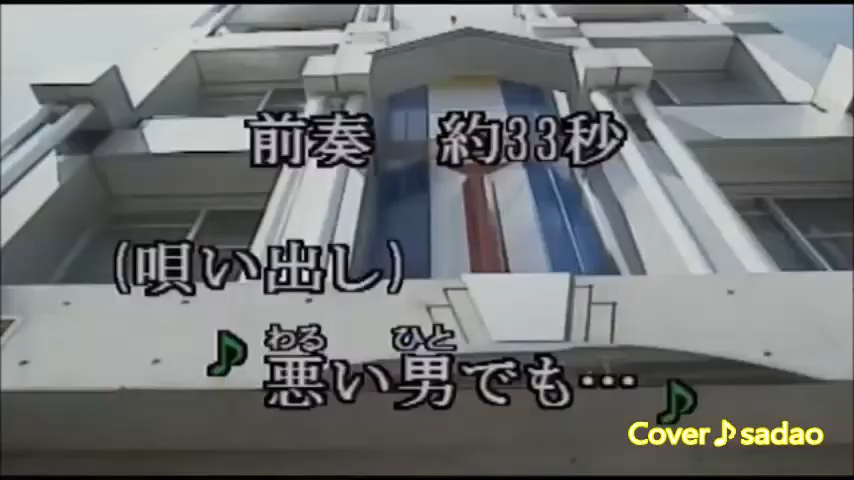 前奏　約33秒
(唄い出し)
わる ひと
♪ 悪い男でも… ♪
Cover♪sadao